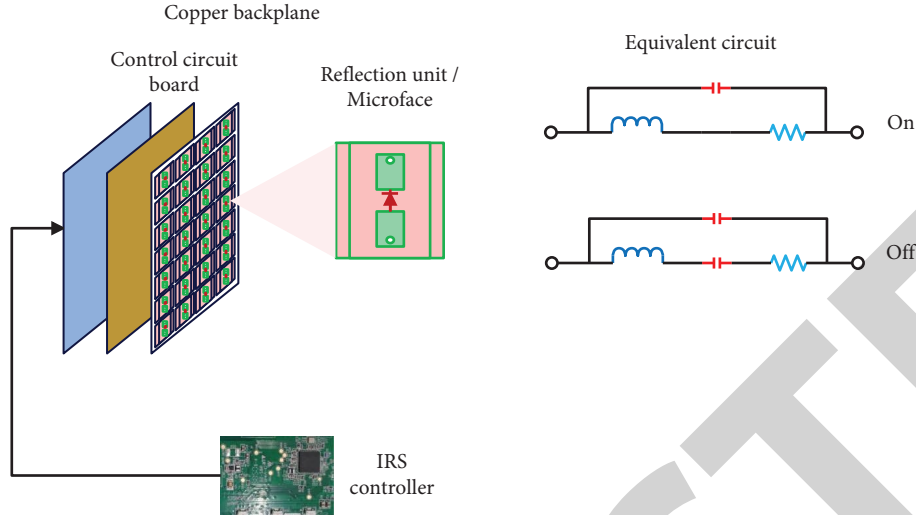 Copper backplane
Control circuit
board
Reflection unit /
Microface
Equivalent circuit
On
Off
IRS
controller